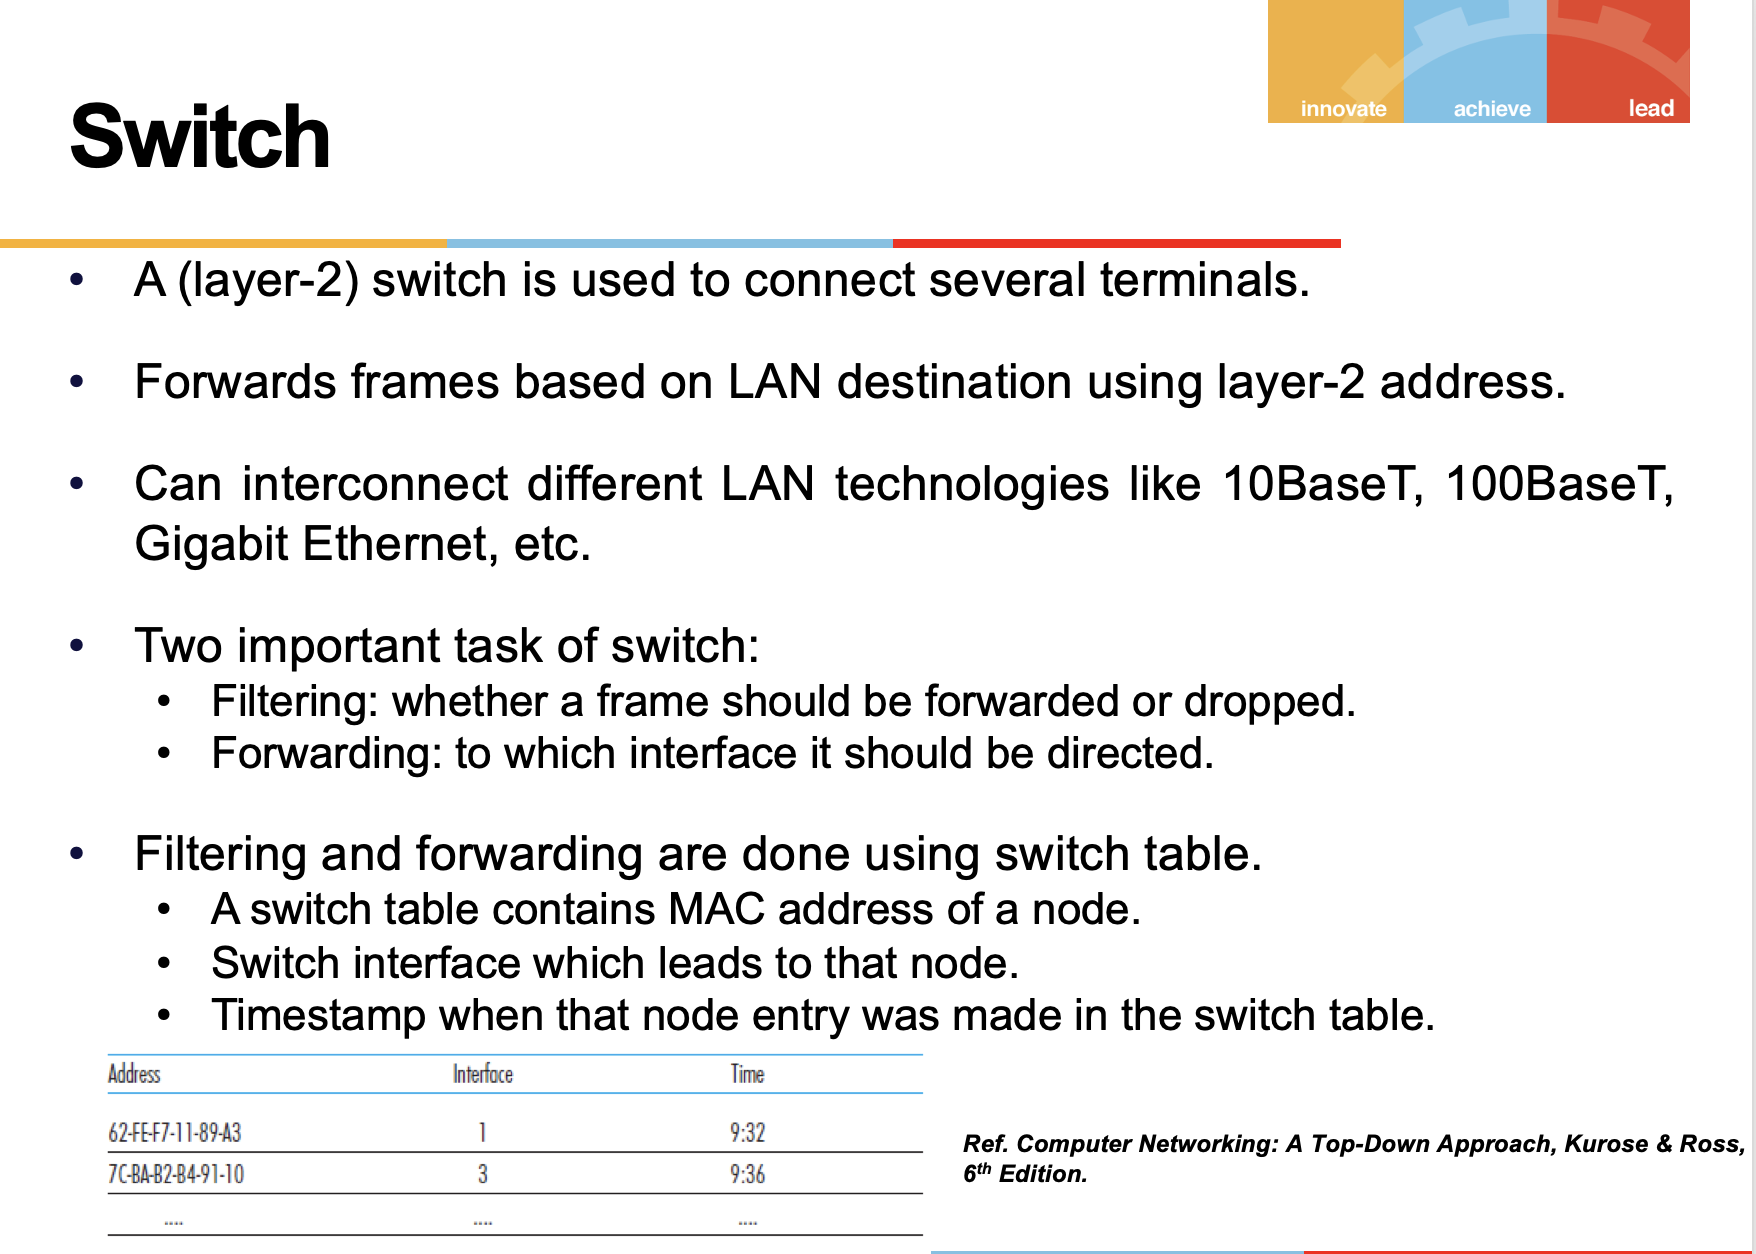 innovate achieve lead
Switch
• A (layer-2) switch is used to connect several terminals.
• Forwards frames based on LAN destination using layer-2 address.
• Can interconnect different LAN technologies like 10BaseT, 100BaseT,
Gigabit Ethernet, etc.
• Two important task of switch:
• Filtering: whether a frame should be forwarded or dropped.
• Forwarding: to which interface it should be directed.
• Filtering and forwarding are done using switch table.
• A switch table contains MAC address of a node.
• Switch interface which leads to that node.
• Timestamp when that node entry was made in the switch table.
Address Interface Time
62-FE-F7-11-89-A3 1 9:32
7C-BA-B2-B4-91-10 3 9:36
.... .... ....
Ref. Computer Networking: A Top-Down Approach, Kurose & Ross,
6th Edition.